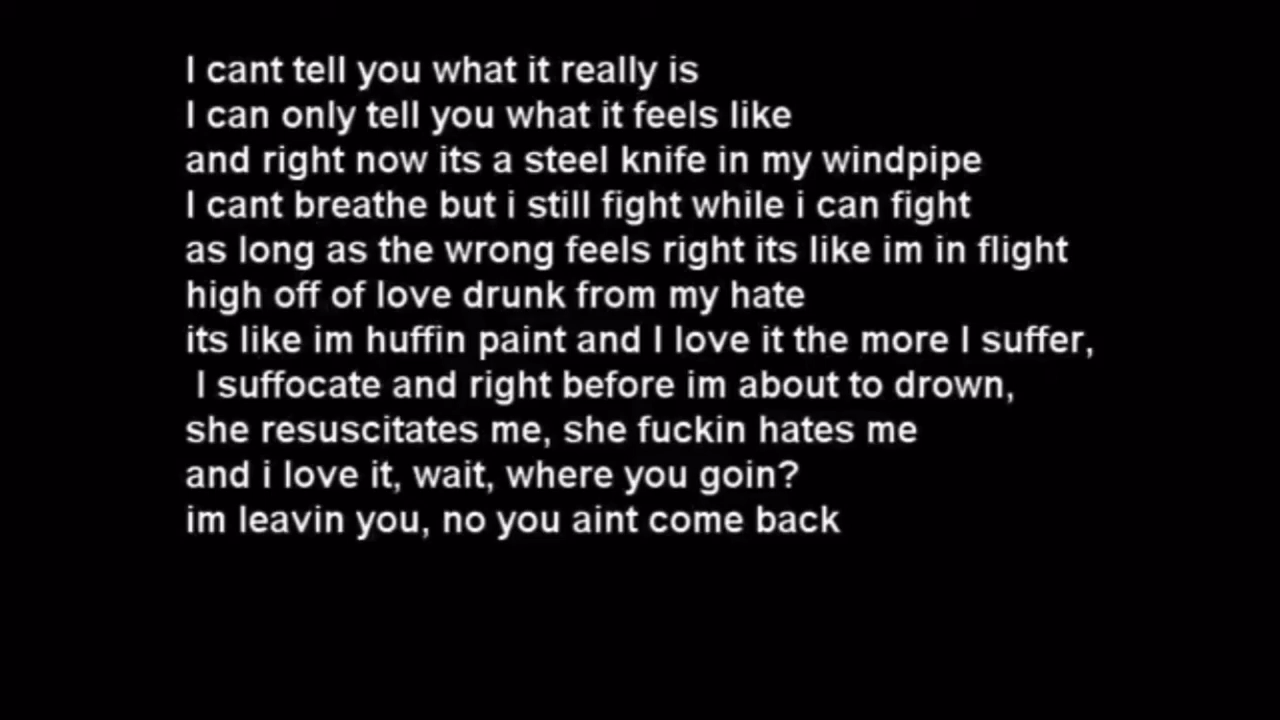 I cant tell you what it really is
I can only tell you what it feels like
and right now its a steel knife in my windpipe
I cant breathe but i still fight while i can fight
as long as the wrong feels right its like im in flight
high off of love drunk from my hate
its like im huffin paint and I love it the more I suffer,
I suffocate and right before im about to drown,
she resuscitates me, she fuckin hates me
and i love it, wait, where you goin?
im leavin you, no you aint come back